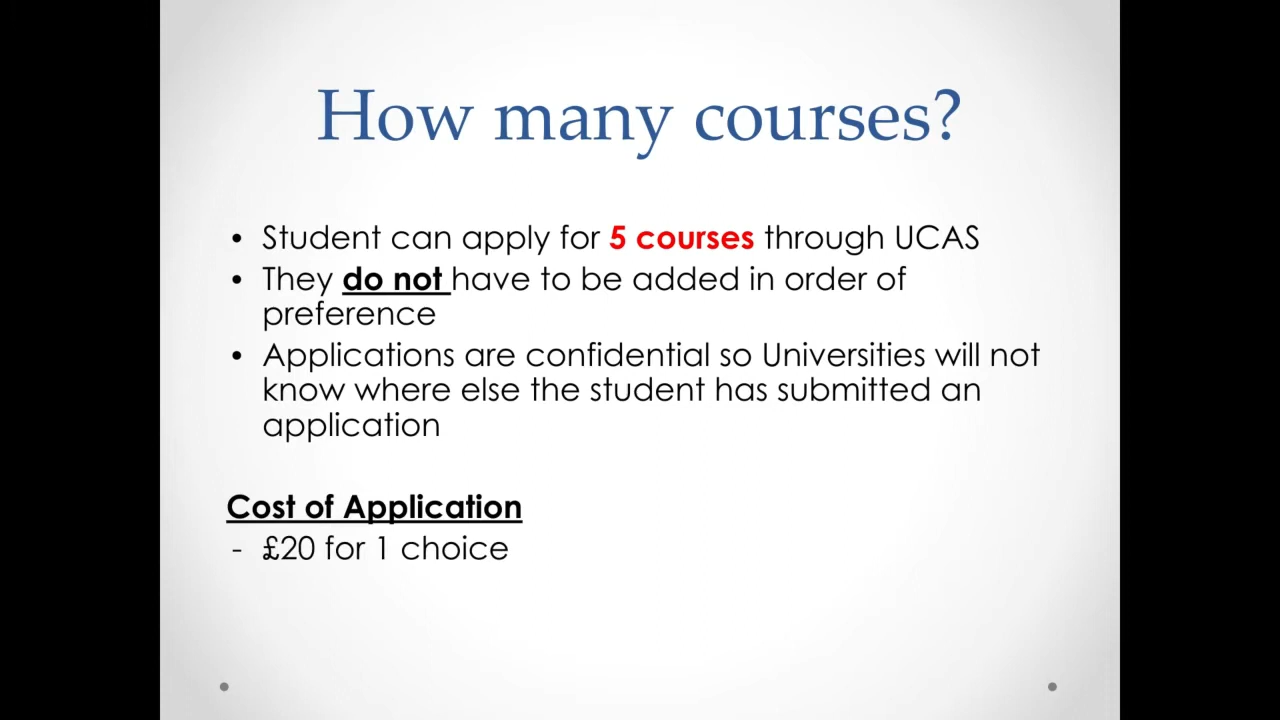 How many courses?
• Student can apply for 5 courses through UCAS
• They do not have to be added in order of
preference
• Applications are confidential so Universities will not
know where else the student has submitted an
application
Cost of Application
- £20 for 1 choice